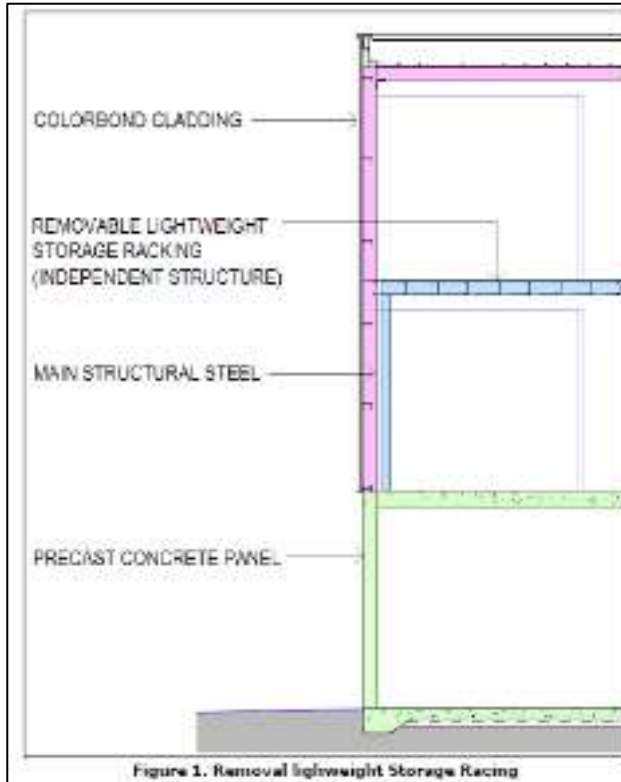 COLORBOND CLADDING
REMOVABLE LIGHTWEIGHT
STORAGE RACKING
(INDEPENDENT STRUCTURE)
MAIN STRUCTURAL STEEL
PRECAST CONCRETE PANEL
Figure 1. Removal lighweight Storage Racing